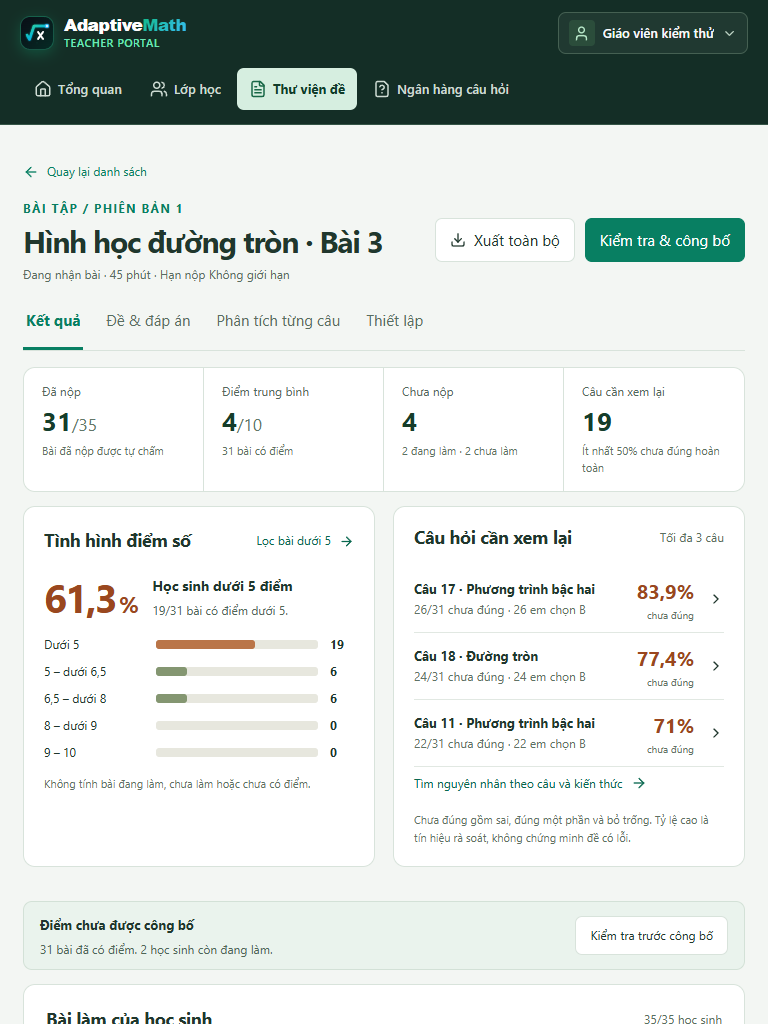 AdaptiveMath
TEACHER PORTAL
Giáo viên kiểm thử
Tổng quan
Lớp học
Thư viện đề
Ngân hàng câu hỏi
Quay lại danh sách
BÀI TẬP / PHIÊN BẢN 1
Hình học đường tròn · Bài 3
Đang nhận bài · 45 phút · Hạn nộp Không giới hạn
Xuất toàn bộ
Kiểm tra & công bố
Kết quả
Đề & đáp án
Phân tích từng câu
Thiết lập
Đã nộp
31/35
Bài đã nộp được tự chấm
Điểm trung bình
4/10
31 bài có điểm
Chưa nộp
4
2 đang làm · 2 chưa làm
Câu cần xem lại
19
Ít nhất 50% chưa đúng hoàn
toàn
Tình hình điểm số
Lọc bài dưới 5
61,3%
Học sinh dưới 5 điểm
19/31 bài có điểm dưới 5.
Dưới 5
19
5 – dưới 6,5
6
6,5 – dưới 8
6
8 – dưới 9
0
9 – 10
0
Không tính bài đang làm, chưa làm hoặc chưa có điểm.
Câu hỏi cần xem lại
Tối đa 3 câu
Câu 17 · Phương trình bậc hai
26/31 chưa đúng · 26 em chọn B
83,9%
chưa đúng
Câu 18 · Đường tròn
24/31 chưa đúng · 24 em chọn B
77,4%
chưa đúng
Câu 11 · Phương trình bậc hai
22/31 chưa đúng · 22 em chọn B
71%
chưa đúng
Tìm nguyên nhân theo câu và kiến thức
Chưa đúng gồm sai, đúng một phần và bỏ trống. Tỷ lệ cao là
tín hiệu rà soát, không chứng minh đề có lỗi.
Điểm chưa được công bố
31 bài đã có điểm. 2 học sinh còn đang làm.
Kiểm tra trước công bố
Bài làm của học sinh
35/35 học sinh